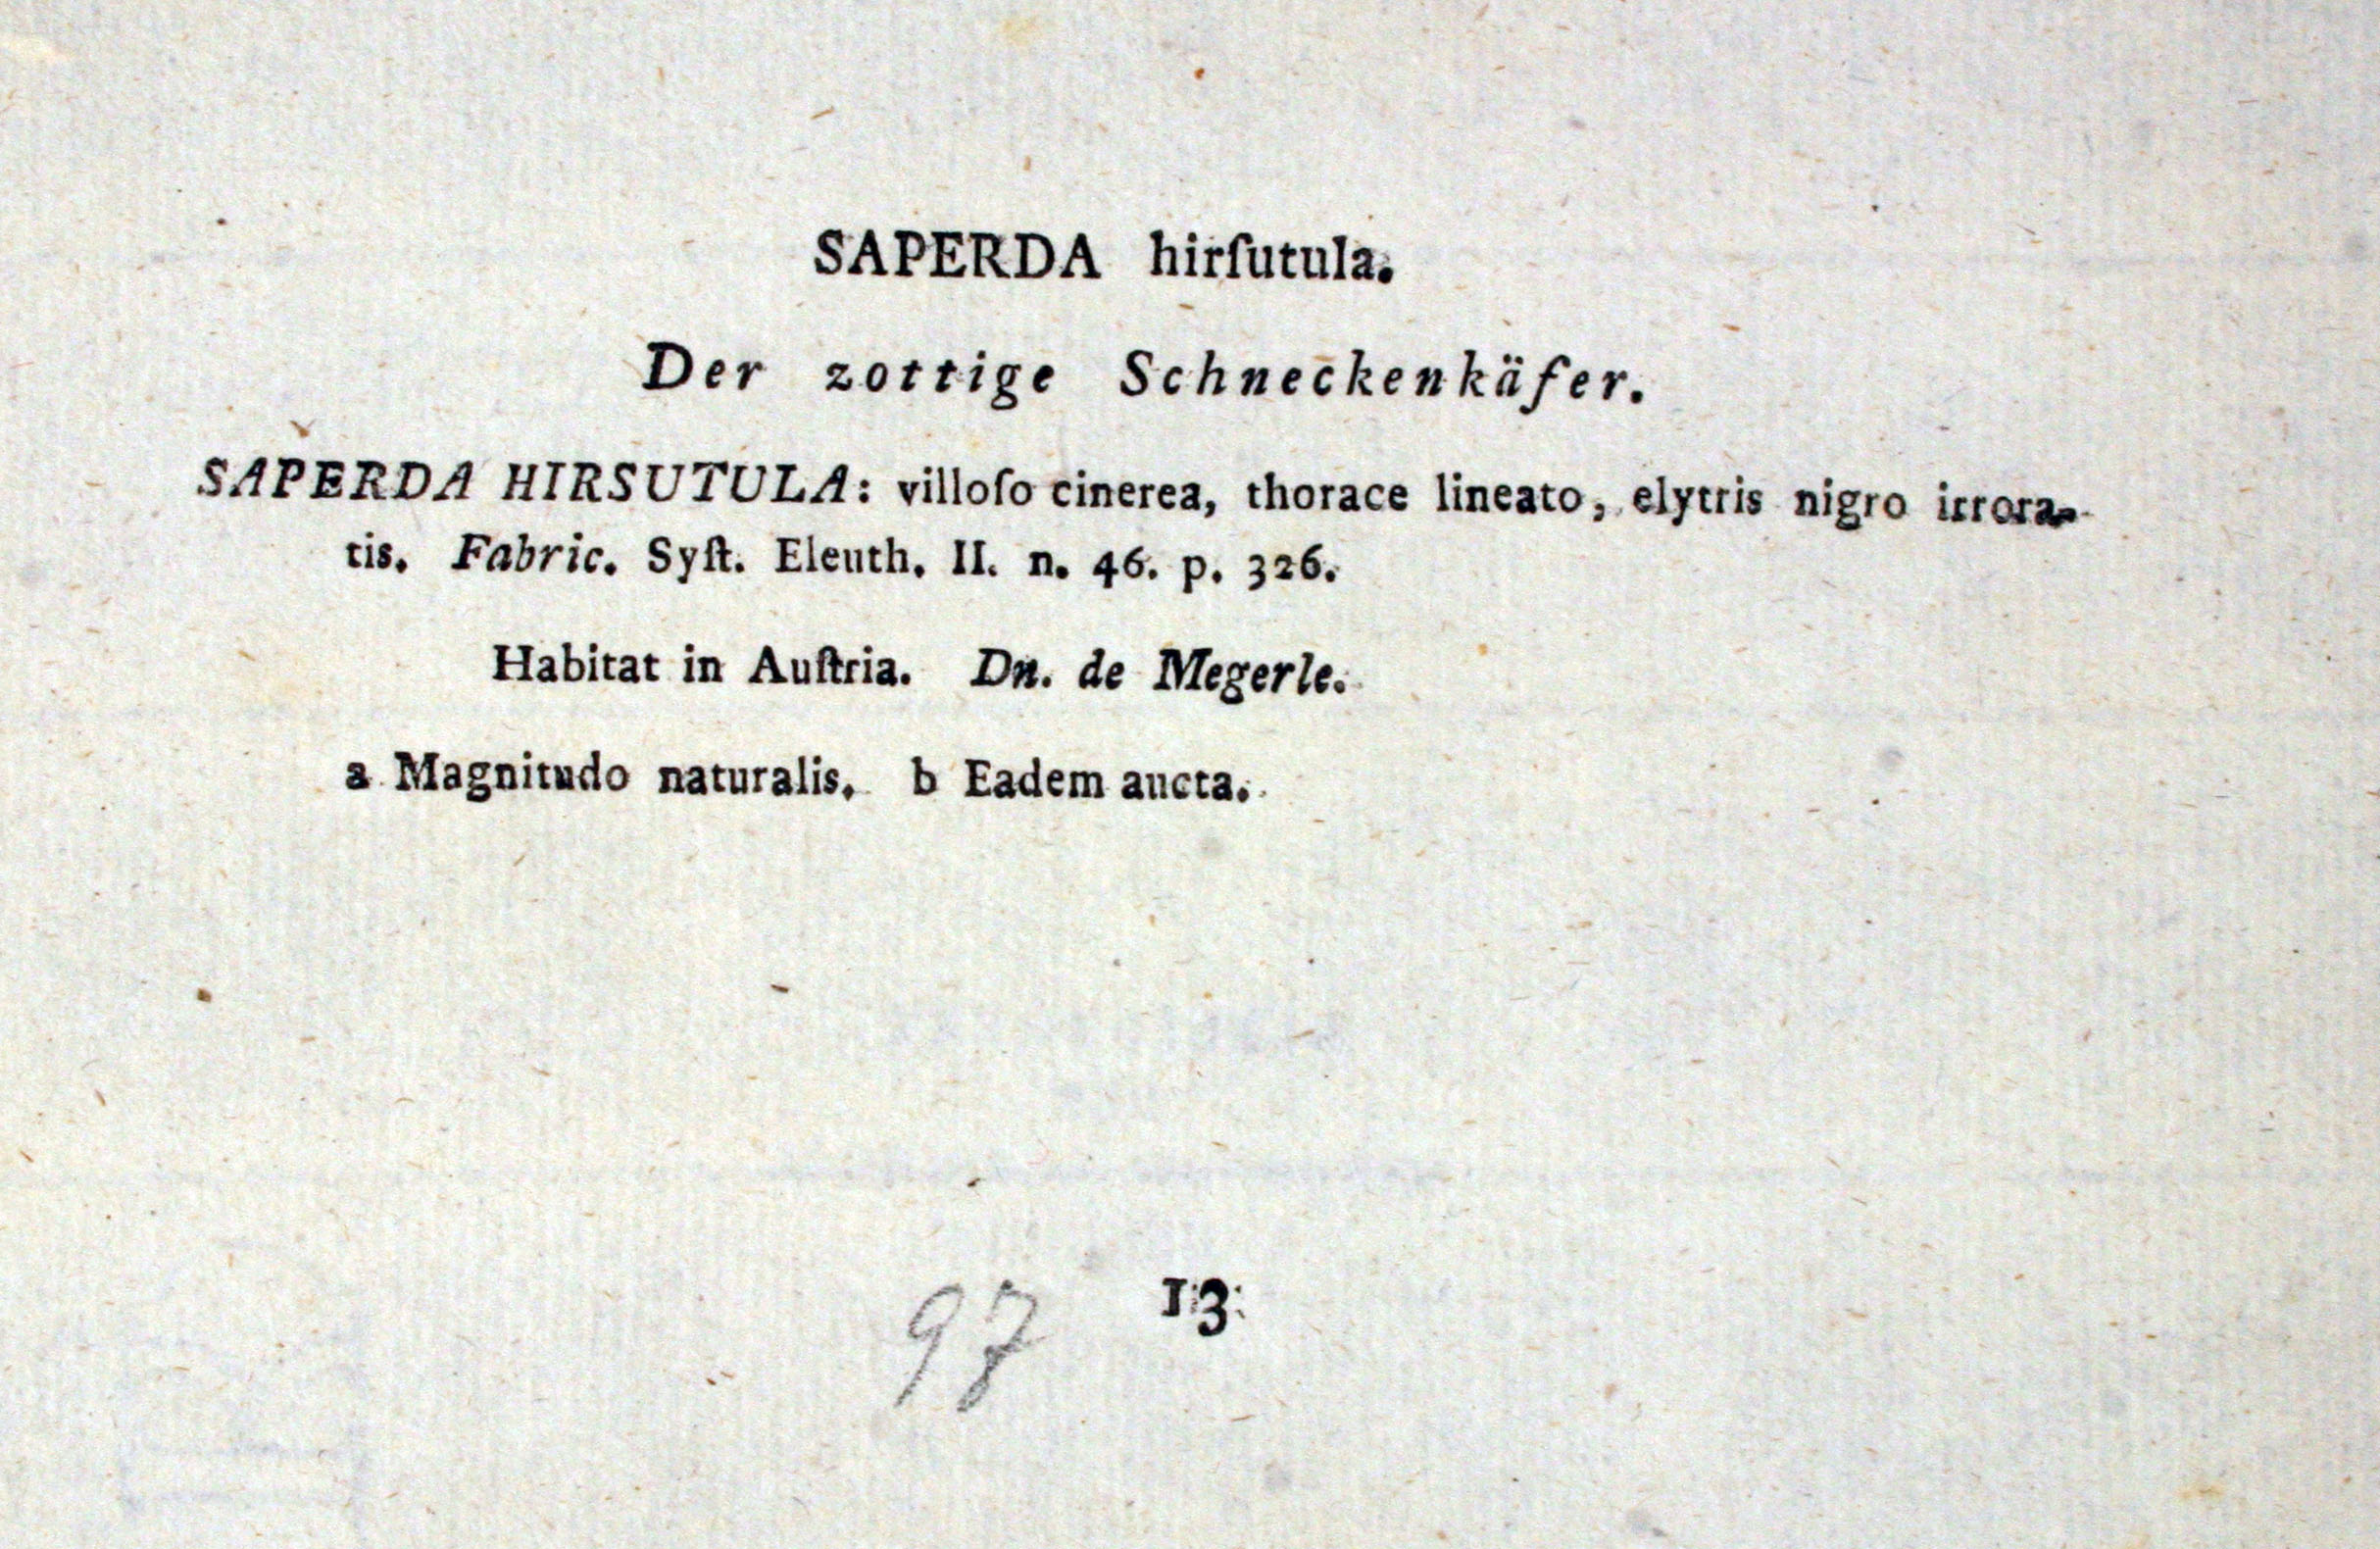 SAPERDA hirſutula.
Der zottige Schneckenkäfer.
SAPERDA HIRSUTULA: villoſo cinerea, thorace lineato, elytris nigro irrora-
tis. Fabric. Syſt. Eleuth. II. n. 46. p. 326.
Habitat in Auſtria. Dn. de Megerle.
a Magnitudo naturalis. b Eadem aucta.
13
97